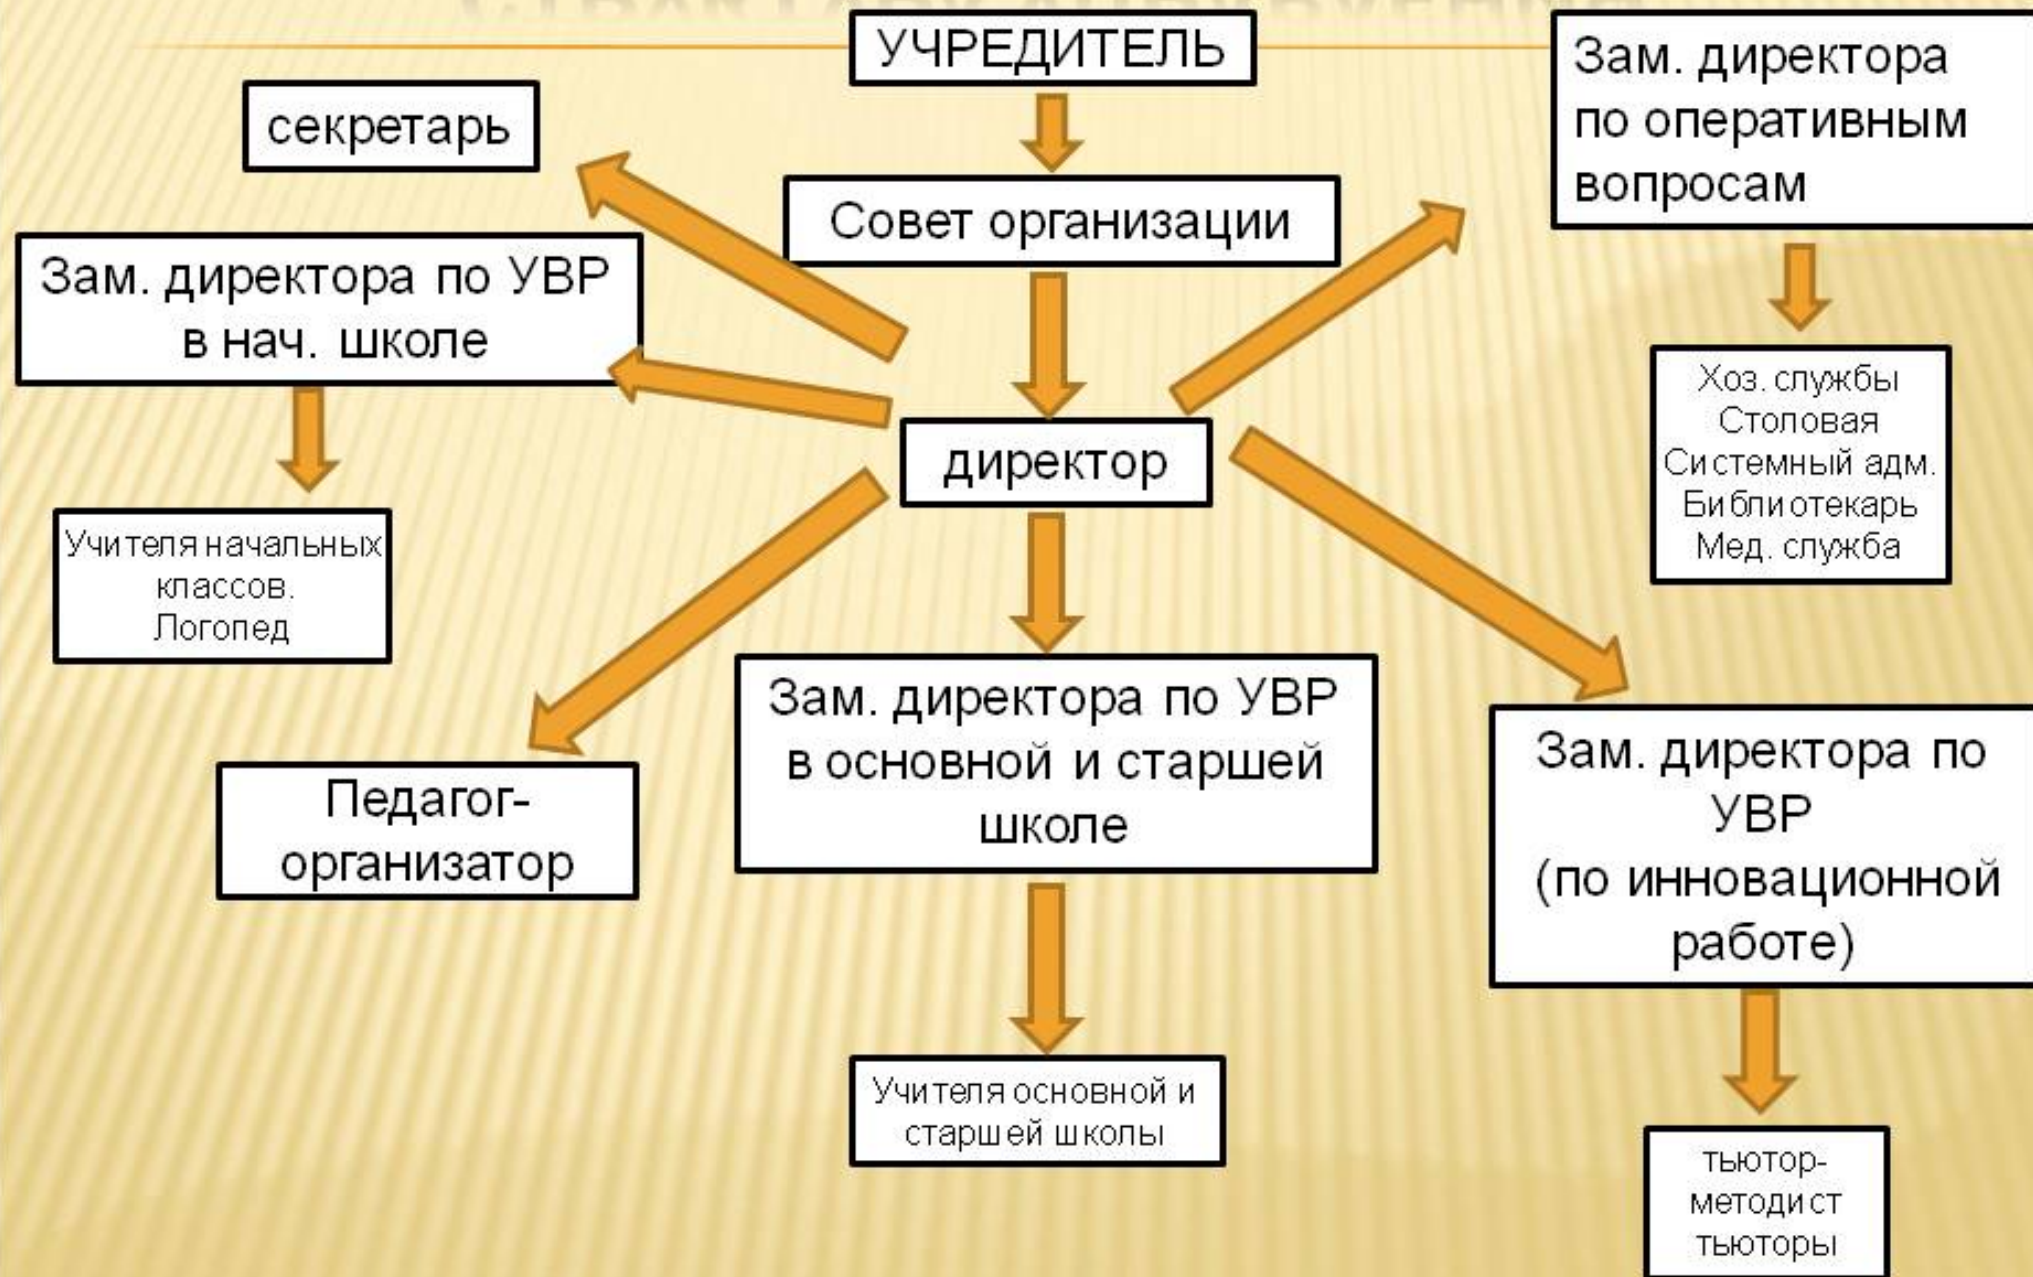 УЧРЕДИТЕЛЬ
Зам. директора
по оперативным
вопросам
секретарь
Совет организации
Зам. директора по УВР
в нач. школе
Хоз. службы
Столовая
Системный адм.
Библиотекарь
Мед. служба
директор
Учителя начальных
классов.
Логопед
Зам. директора по УВР
в основной и старшей
школе
Зам. директора по
УВР
(по инновационной
работе)
Педагог-
организатор
Учителя основной и
старшей школы
тьютор-
методист
тьюторы